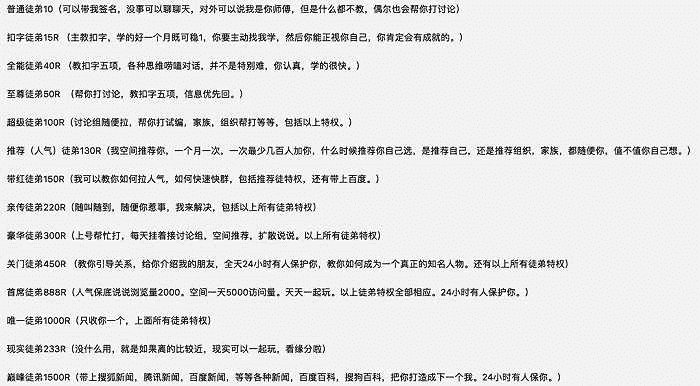 普通徒弟10（可以带我签名，没事可以聊聊天，对外可以说我是你师傅，但是什么都不教，偶尔也会帮你打讨论）
扣字徒弟15R （主教扣字，学的好一个月既可稳1，你要主动找我学，然后你能正视你自己，你肯定会有成就的。）
全能徒弟40R （教扣字五项，各种思维唠嗑对话，并不是特别难，你认真，学的很快。）
至尊徒弟50R （帮你打讨论，教扣字五项，信息优先回。）
超级徒弟100R（讨论组随便拉，帮你打试编，家族，组织帮打等等，包括以上特权。）
推荐（人气）徒弟130R（我空间推荐你，一个月一次，一次最少几百人加你，什么时候推荐你自己选，是推荐自己，还是推荐组织，家族，都随便你，值不值你自己想。）
带红徒弟150R（我可以教你如何拉人气，如何快速快群，包括推荐徒特权，还有带上百度。）
亲传徒弟220R（随叫随到，随便你惹事，我来解决，包括以上所有徒弟特权）
豪华徒弟300R（上号帮忙打，每天挂着接讨论组，空间推荐，扩散说说。以上所有徒弟特权）
关门徒弟450R （教你引导关系，给你介绍我的朋友，全天24小时有人保护你，教你如何成为一个真正的知名人物。还有以上所有徒弟特权）
首席徒弟888R（人气保底说说浏览量2000。空间一天5000访问量。天天一起玩。以上徒弟特权全部相应。24小时有人保护你。）
唯一徒弟1000R（只收你一个，上面所有徒弟特权）
现实徒弟233R（没什么用，就是如果离的比较近，现实可以一起玩，看缘分啦）
巅峰徒弟1500R（带上搜狐新闻，腾讯新闻，百度新闻，等等各种新闻，百度百科，搜狗百科，把你打造成下一个我。24小时有人保你。）